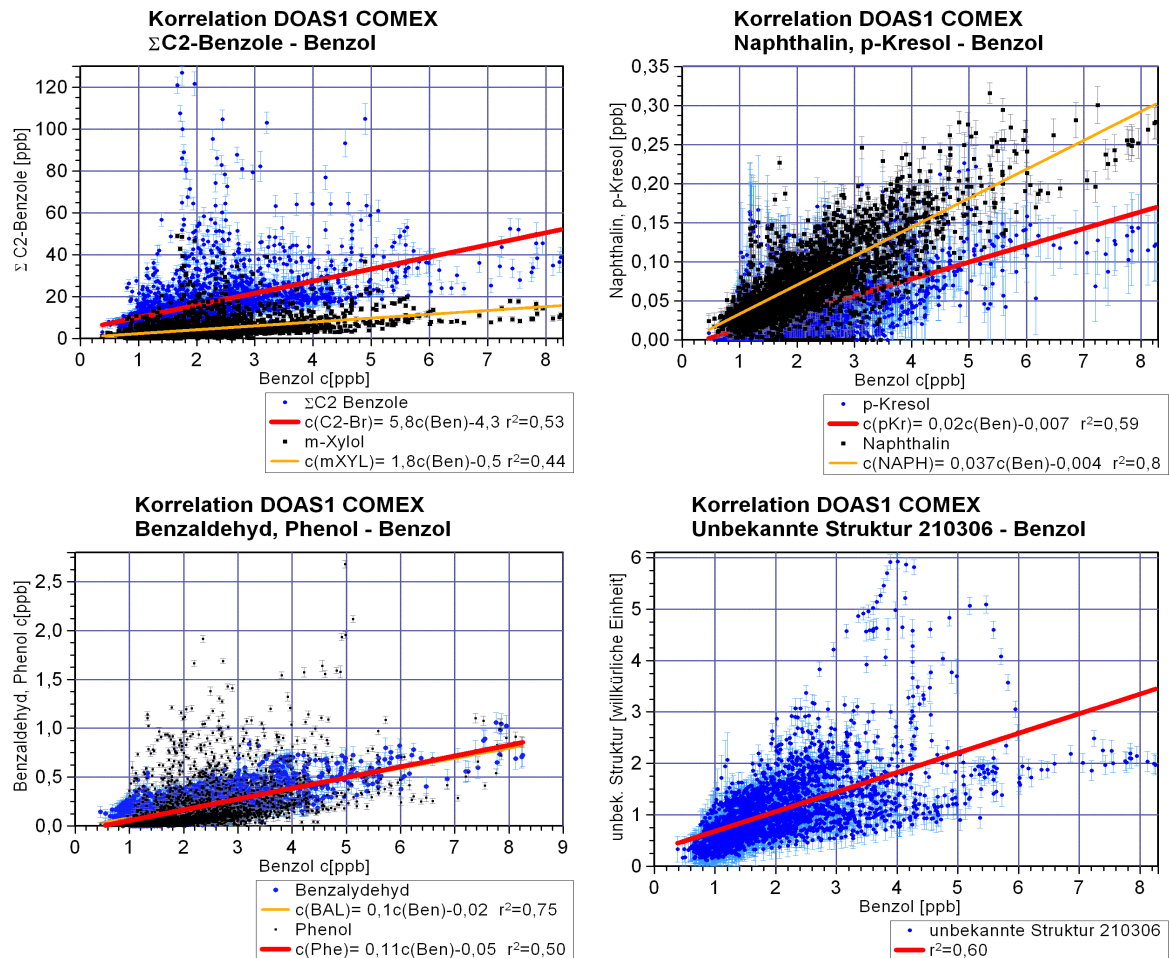 Korrelation DOAS1 COMEX
ΣC2-Benzole - Benzol
Σ C2-Benzole [ppb]
120
100
80
60
40
20
0
0 1 2 3 4 5 6 7 8
Benzol c[ppb]
ΣC2 Benzole
c(C2-Br)= 5,8c(Ben)-4,3 r²=0,53
m-Xylol
c(mXYL)= 1,8c(Ben)-0,5 r²=0,44
Korrelation DOAS1 COMEX
Naphthalin, p-Kresol - Benzol
Naphthalin, p-Kresol [ppb]
0,35
0,30
0,25
0,20
0,15
0,10
0,05
0,00
0 1 2 3 4 5 6 7 8
Benzol c[ppb]
p-Kresol
c(pKr)= 0,02c(Ben)-0,007 r²=0,59
Naphthalin
c(NAPH)= 0,037c(Ben)-0,004 r²=0,8
Korrelation DOAS1 COMEX
Benzaldehyd, Phenol - Benzol
Benzaldehyd, Phenol c[ppb]
2,5
2,0
1,5
1,0
0,5
0,0
0 1 2 3 4 5 6 7 8 9
Benzol c[ppb]
Benzalydehyd
c(BAL)= 0,1c(Ben)-0,02 r²=0,75
Phenol
c(Phe)= 0,11c(Ben)-0,05 r²=0,50
Korrelation DOAS1 COMEX
Unbekannte Struktur 210306 - Benzol
unbek. Struktur [willkürliche Einheit]
6
5
4
3
2
1
0
0 1 2 3 4 5 6 7 8
Benzol [ppb]
unbekannte Struktur 210306
r²=0,60